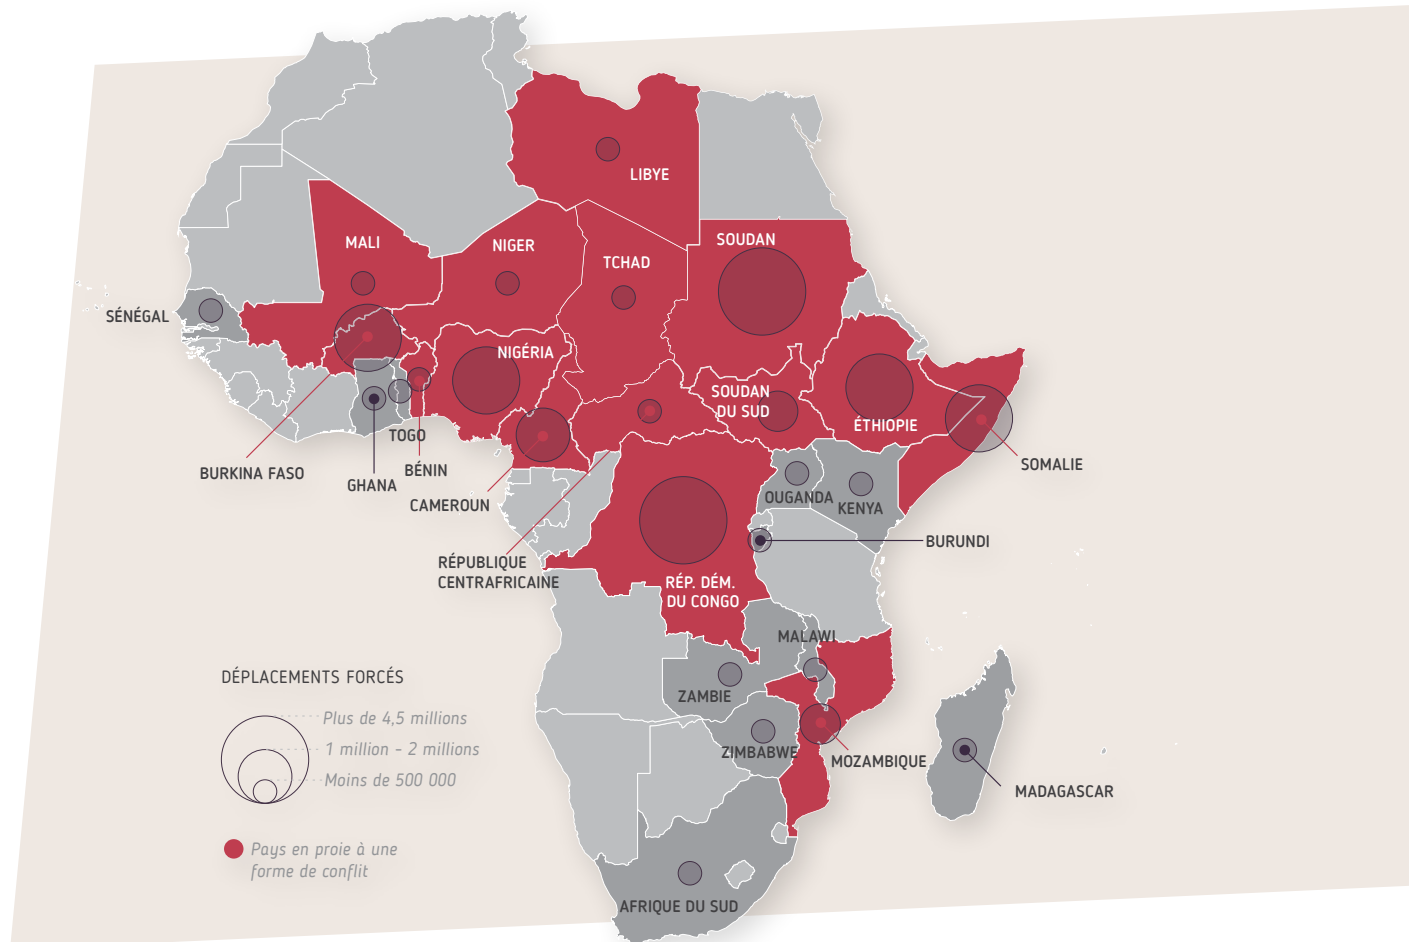 LIBYE
MALI
NIGER
TCHAD
SOUDAN
SÉNÉGAL
NIGÉRIA
SOUDAN
DU SUD
ÉTHIOPIE
TOGO
BURKINA FASO
BÉNIN
GHANA
CAMEROUN
SOMALIE
OUGANDA
KENYA
BURUNDI
RÉPUBLIQUE
CENTRAFRICAINE
RÉP. DÉM.
DU CONGO
MALAWI
ZAMBIE
ZIMBABWE
MOZAMBIQUE
MADAGASCAR
AFRIQUE DU SUD
DÉPLACEMENTS FORCÉS
Plus de 4,5 millions
1 million - 2 millions
Moins de 500 000
Pays en proie à une
forme de conflit